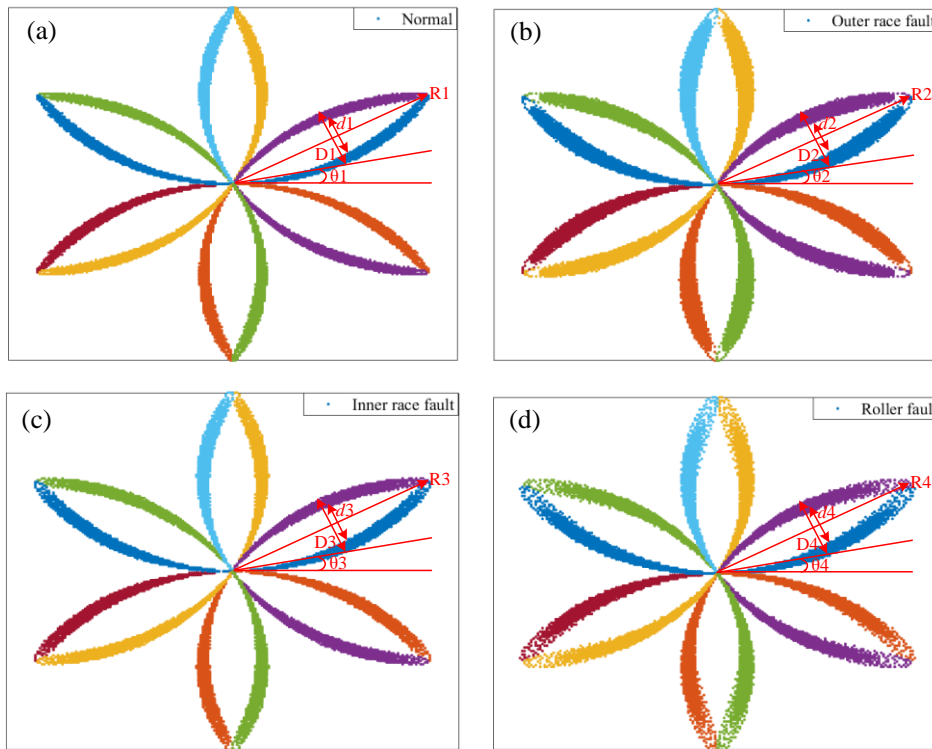 (a)
Normal
R1
d1
D1
θ1
(b)
Outer race fault
R2
d2
D2
θ2
(c)
Inner race fault
R3
d3
D3
θ3
(d)
Roller fault
R4
d4
D4
θ4